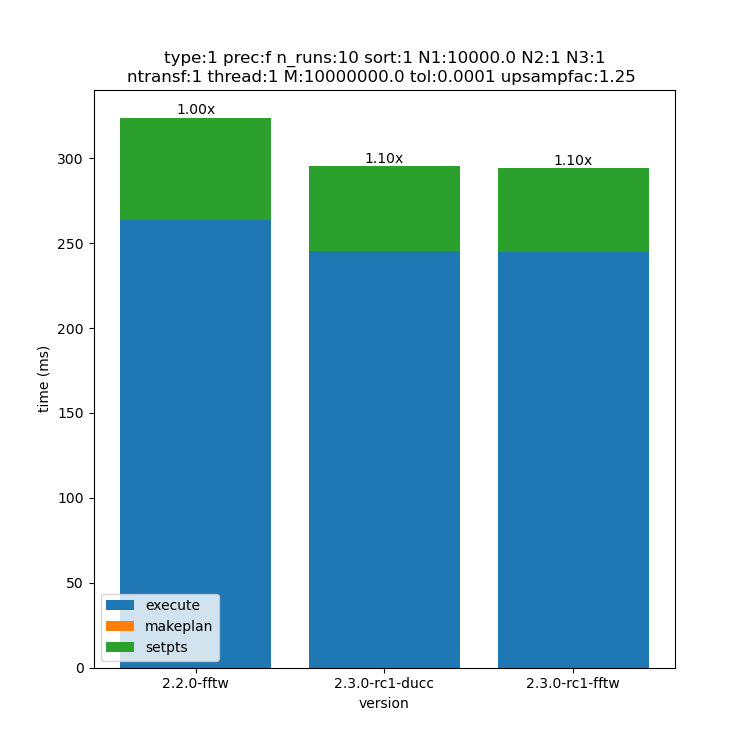 type:1 prec:f n_runs:10 sort:1 N1:10000.0 N2:1 N3:1
ntransf:1 thread:1 M:10000000.0 tol:0.0001 upsampfac:1.25
1.00x
1.10x
1.10x
300
250
200
150
100
50
0
time (ms)
execute
makeplan
setpts
2.2.0-fftw
2.3.0-rc1-ducc
2.3.0-rc1-fftw
version